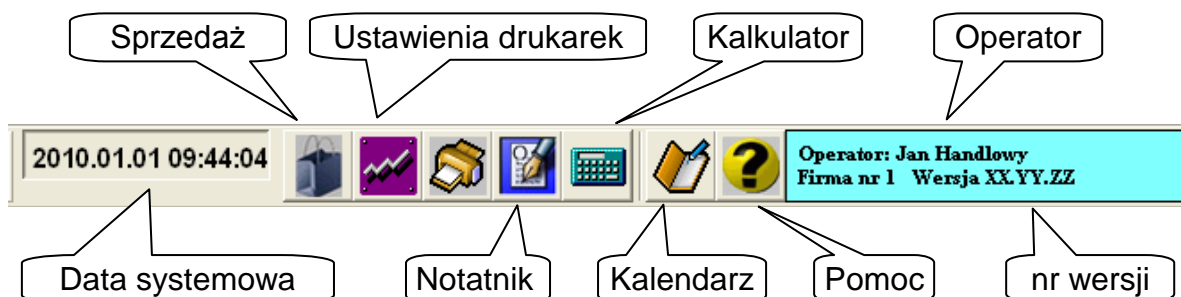 Sprzedaż
Ustawienia drukarek
Kalkulator
Operator
2010.01.01 09:44:04
Operator: Jan Handlowy
Firma nr 1 Wersja XX.YY.ZZ
Data systemowa
Notatnik
Kalendarz
Pomoc
nr wersji